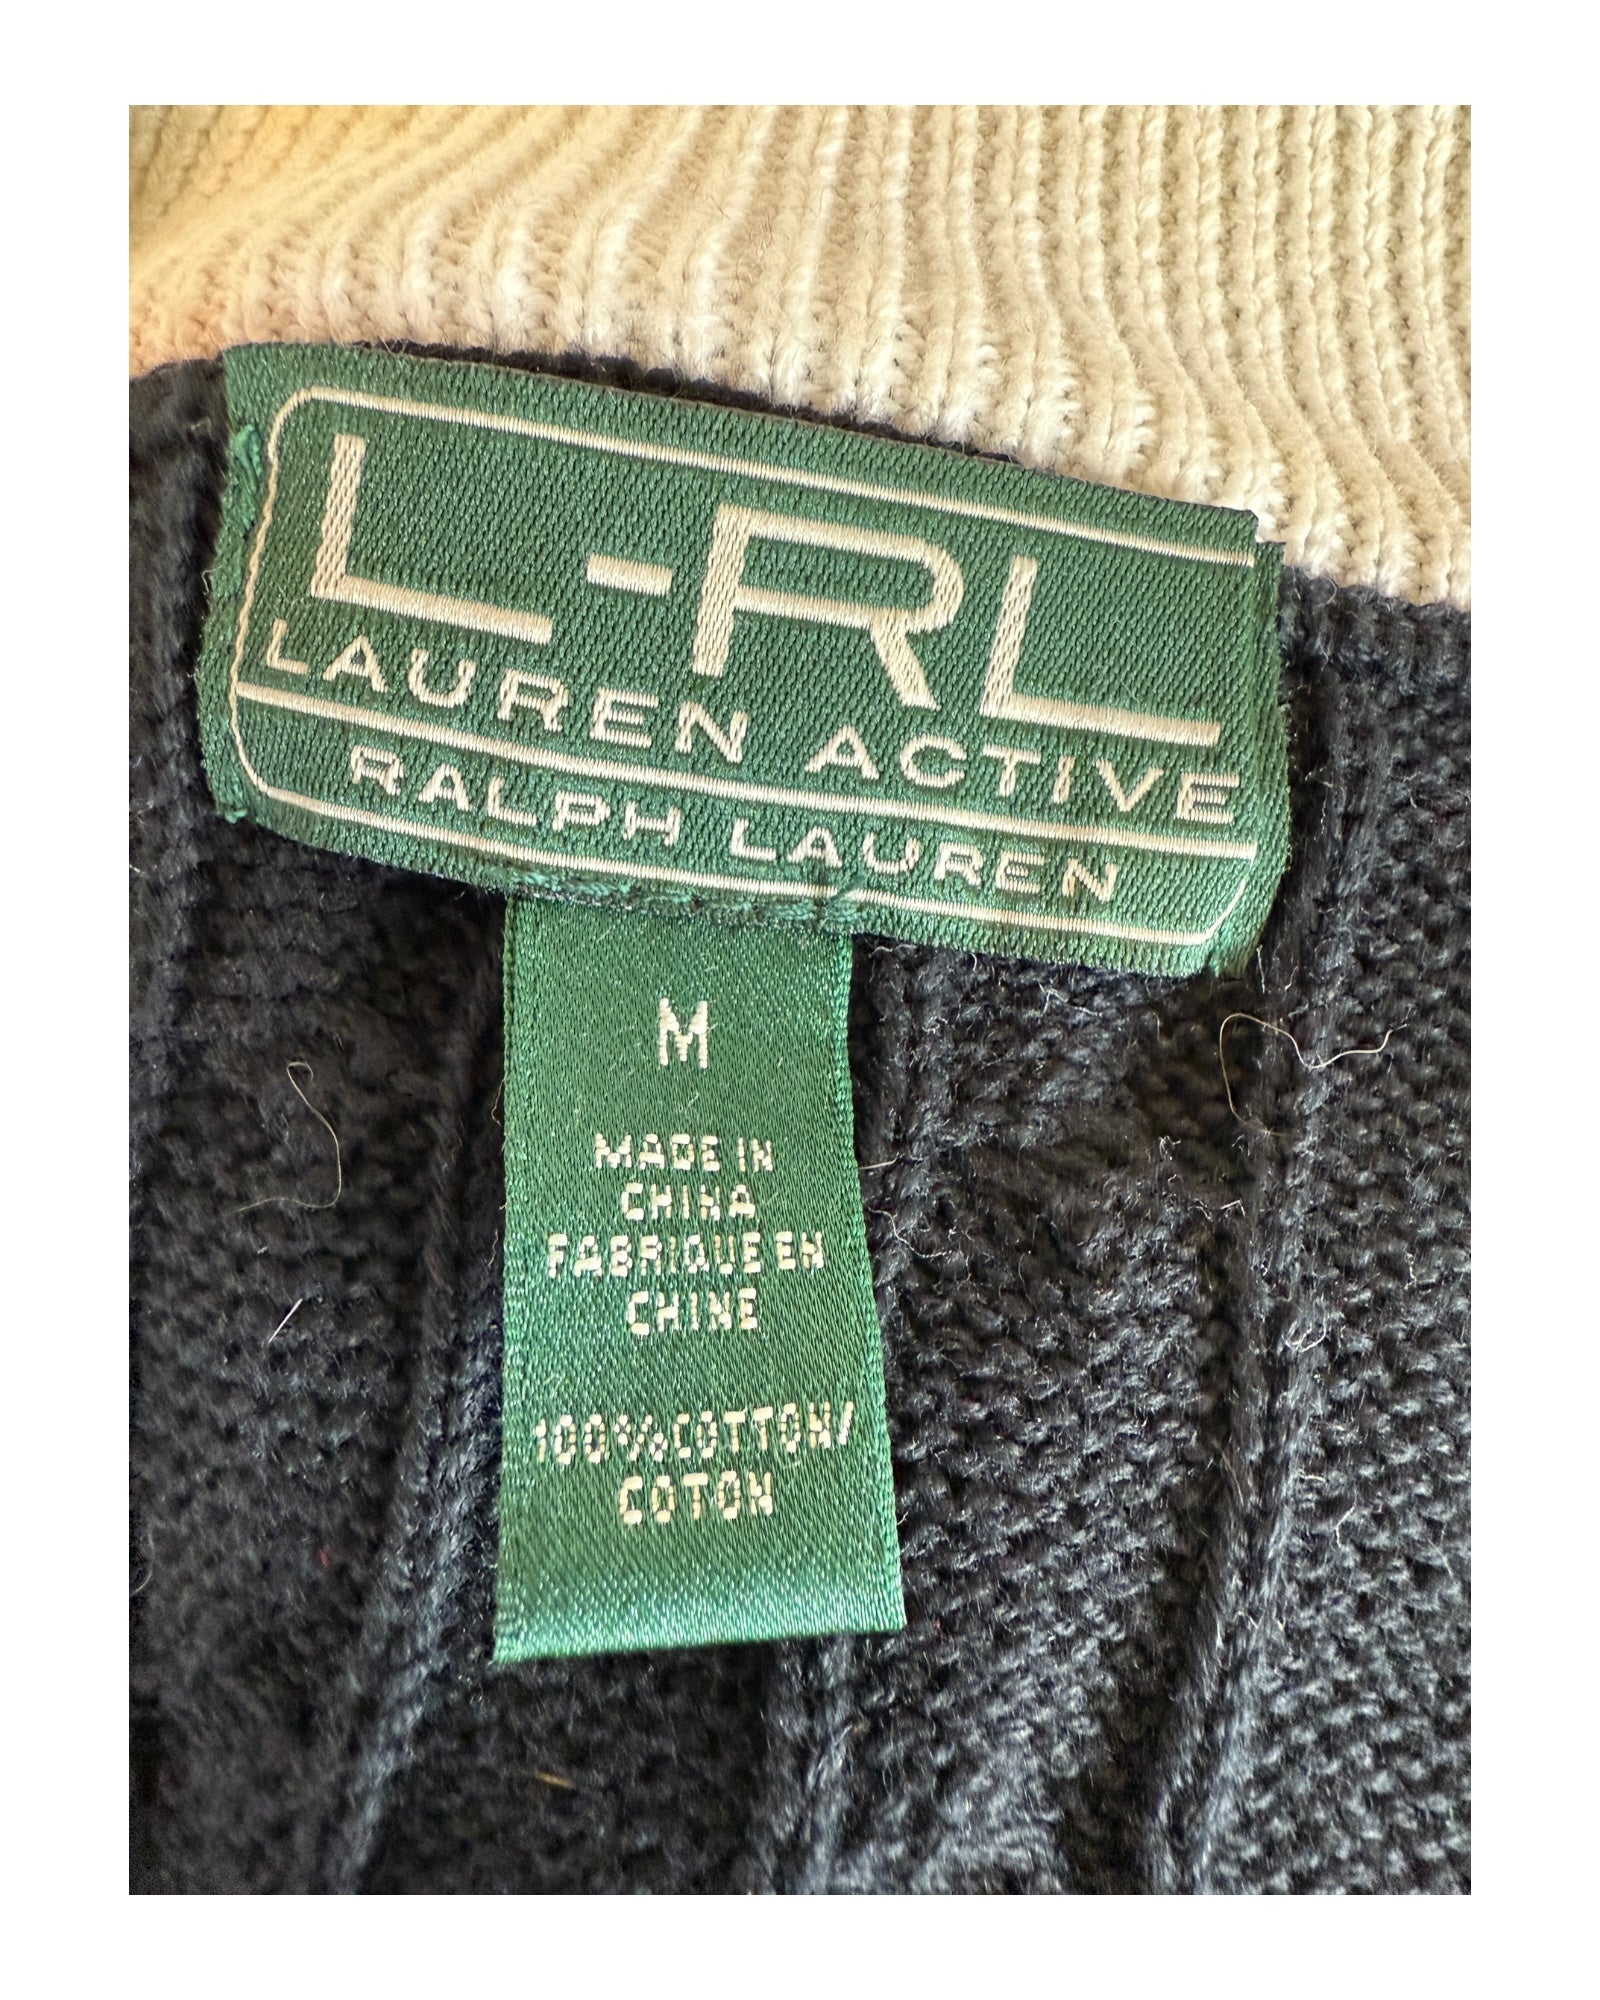 L-RL
LAUREN ACTIVE
RALPH LAUREN
M
MADE IN
CHINA
FABRIQUE EN
CHINE
100% COTTON/
COTON